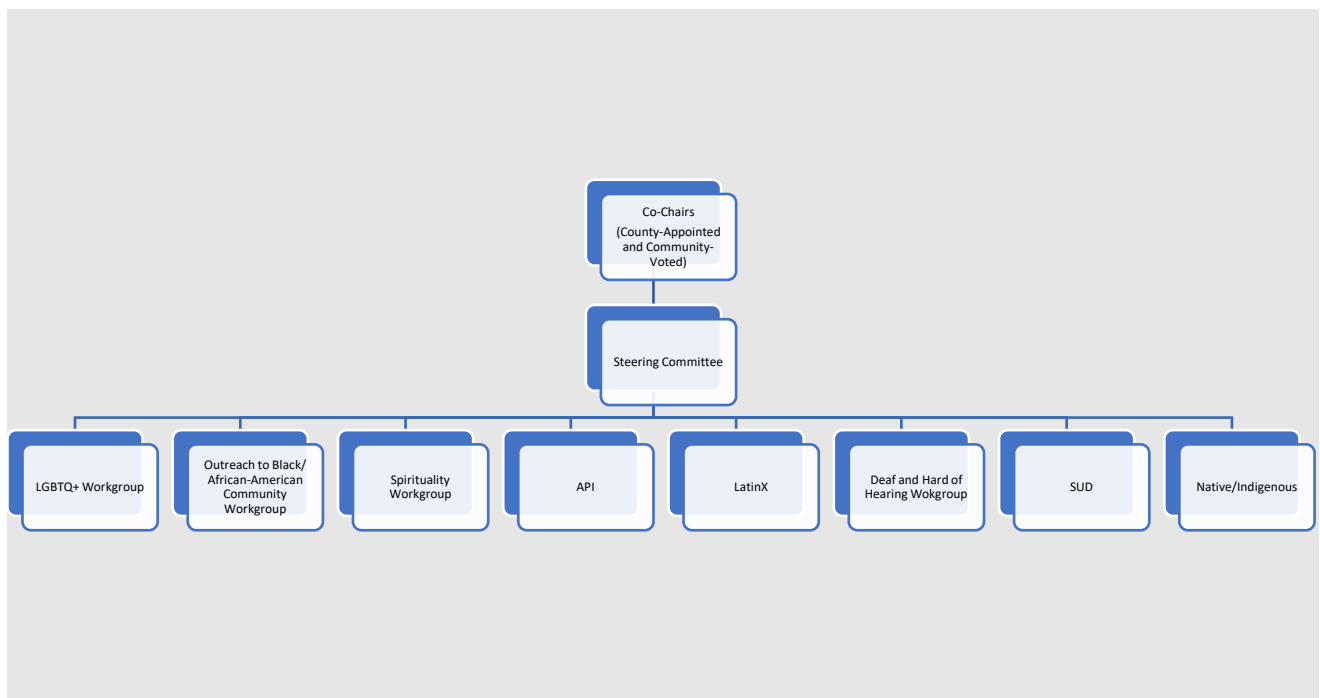 Co-Chairs
(County-Appointed
and Community-
Voted)
Steering Committee
LGBTQ+ Workgroup
Outreach to Black/
African-American
Community
Workgroup
Spirituality
Workgroup
API
LatinX
Deaf and Hard of
Hearing Wokgroup
SUD
Native/Indigenous